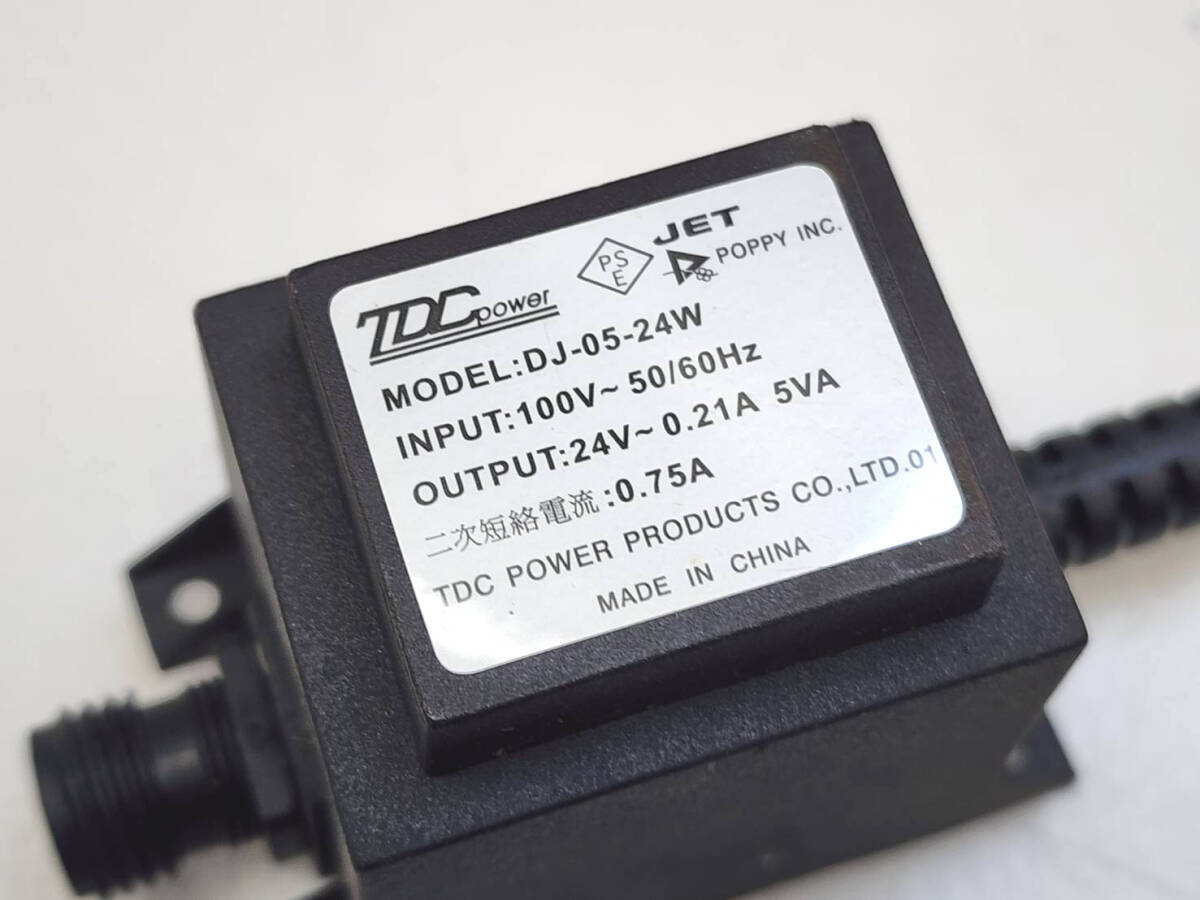 TDC power
PS
E
JET
POPPY INC.
MODEL:DJ-05-24W
INPUT:100V~ 50/60Hz
OUTPUT:24V~ 0.21A 5VA
二次短絡電流:0.75A
TDC POWER PRODUCTS CO.,LTD.01
MADE IN CHINA